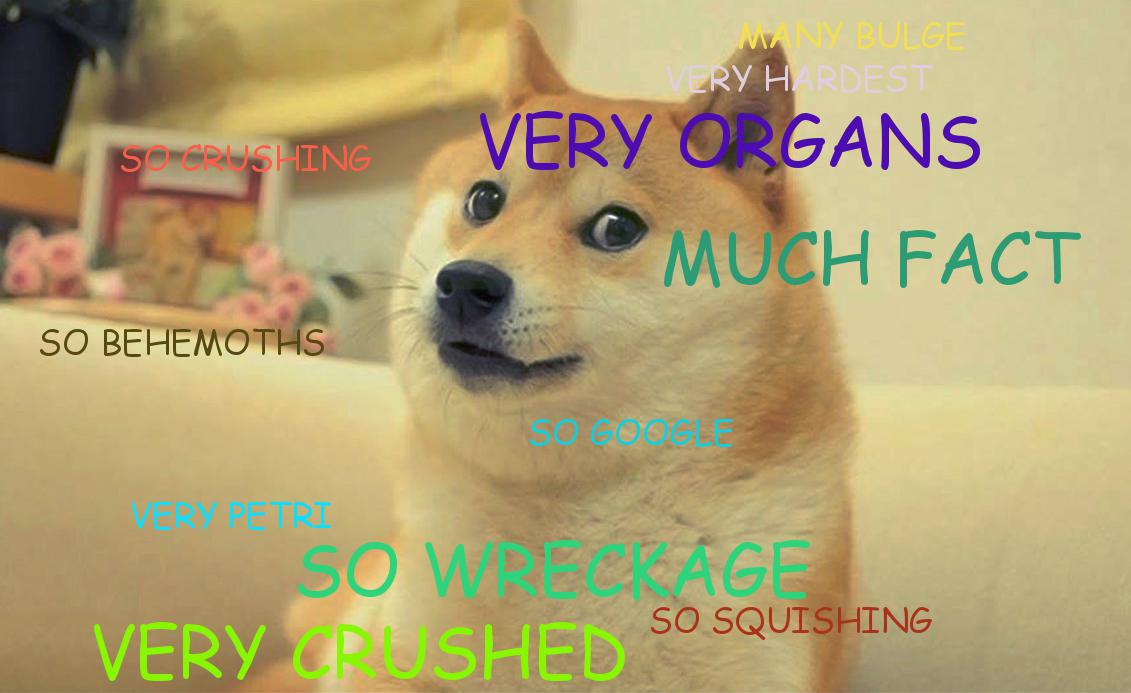 MANY BULGE
VERY HARDEST
VERY ORGANS
SO CRUSHING
MUCH FACT
SO BEHEMOTHS
SO GOOGLE
VERY PETRI
SO WRECKAGE
SO SQUISHING
VERY CRUSHED